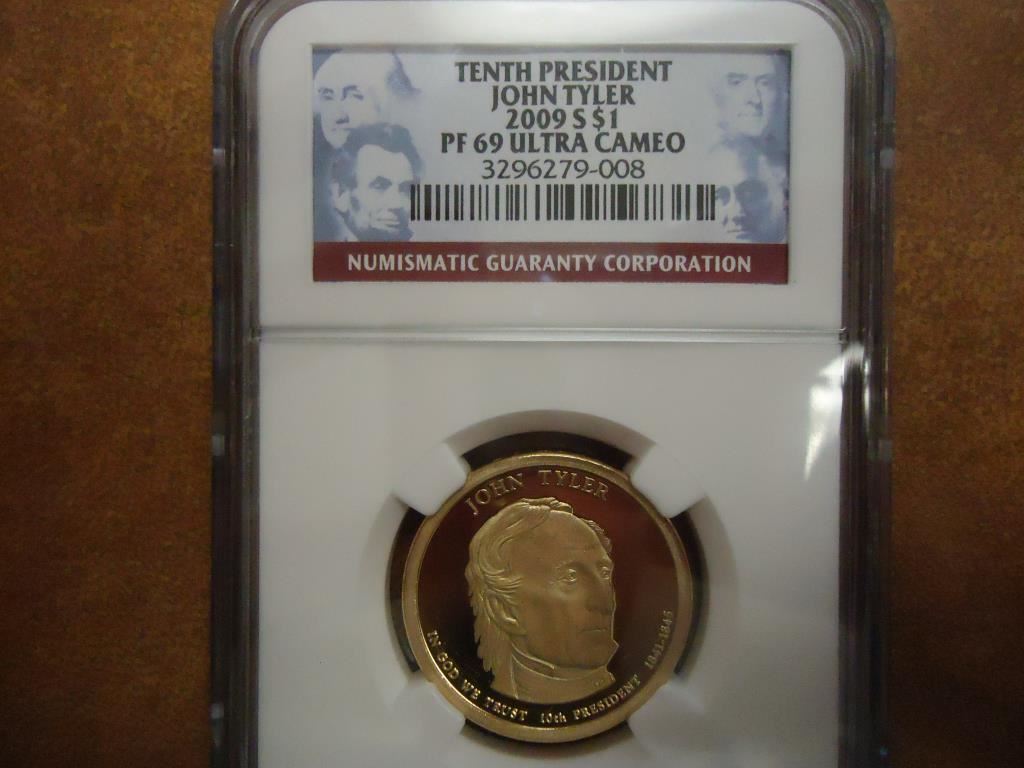 TENTH PRESIDENT
JOHN TYLER
2009 S $1
PF 69 ULTRA CAMEO
3296279-008
NUMISMATIC GUARANTY CORPORATION
JOHN TYLER
IN GOD WE TRUST 10th PRESIDENT 1841-1845